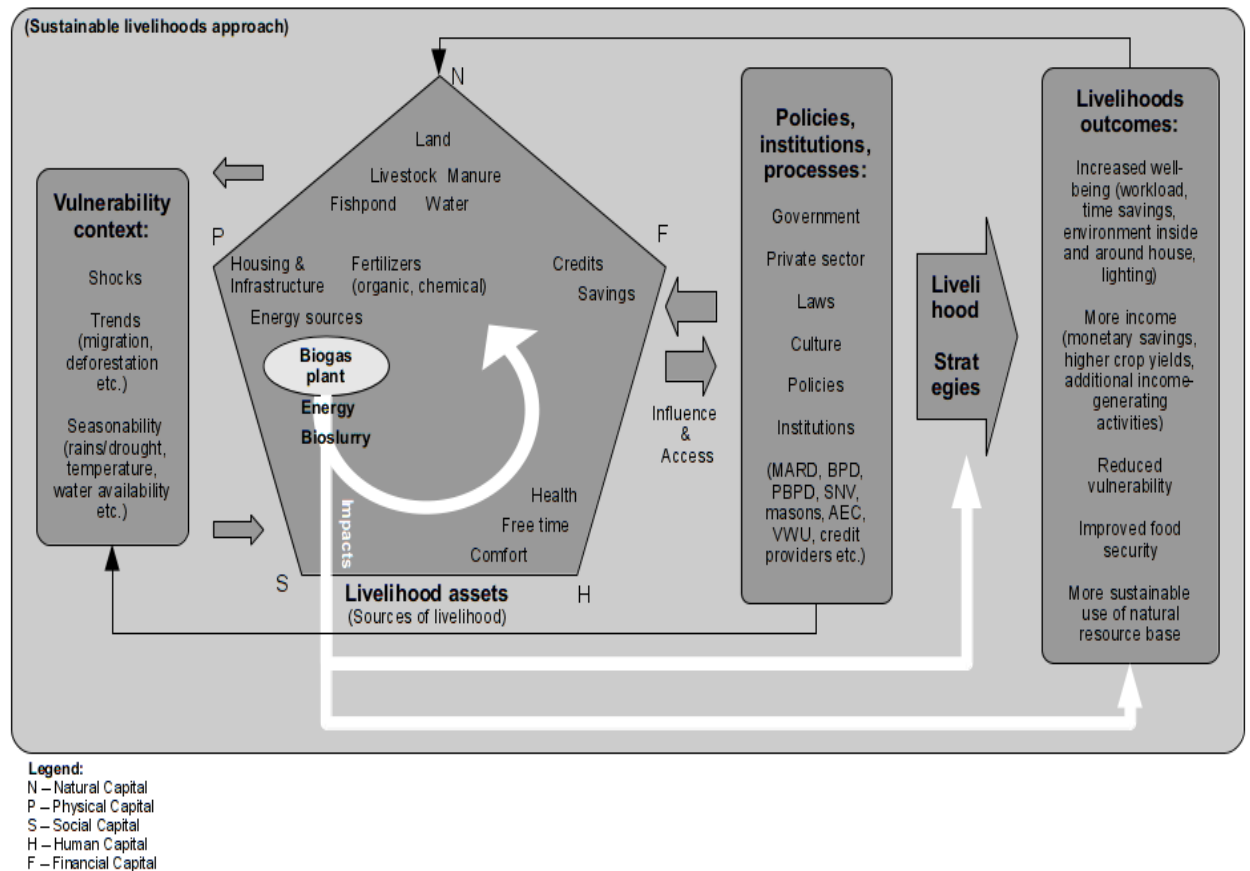 (Sustainable livelihoods approach)
Vulnerability
context:
Shocks
Trends
(migration,
deforestation
etc.)
Seasonability
(rains/drought,
temperature,
water availability
etc.)
N
Land
Livestock Manure
Fishpond Water
P
F
Housing &
Infrastructure
Fertilizers
(organic, chemical)
Credits
Savings
Energy sources
Biogas
plant
Energy
Bioslurry
Impacts
Health
Free time
Comfort
S
H
Livelihood assets
(Sources of livelihood)
Influence
&
Access
Policies,
institutions,
processes:
Government
Private sector
Laws
Culture
Policies
Institutions
(MARD, BPD,
PBPD, SNV,
masons, AEC,
VWU, credit
providers etc.)
Liveli
hood
Strat
egies
Livelihoods
outcomes:
Increased well-
being (workload,
time savings,
environment inside
and around house,
lighting)
More income
(monetary savings,
higher crop yields,
additional income-
generating
activities)
Reduced
vulnerability
Improved food
security
More sustainable
use of natural
resource base
Legend:
N – Natural Capital
P – Physical Capital
S – Social Capital
H – Human Capital
F – Financial Capital